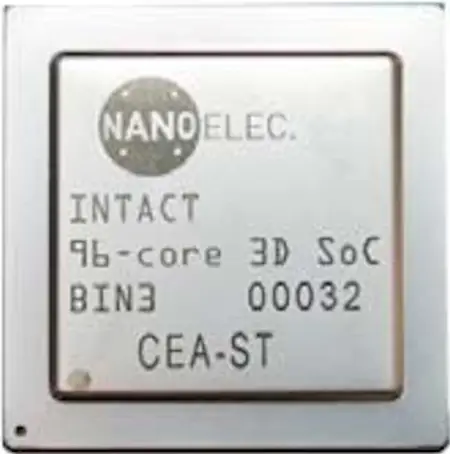 NANOELEC.
INTACT
96-core 3D SoC
BIN3 00032
CEA-ST